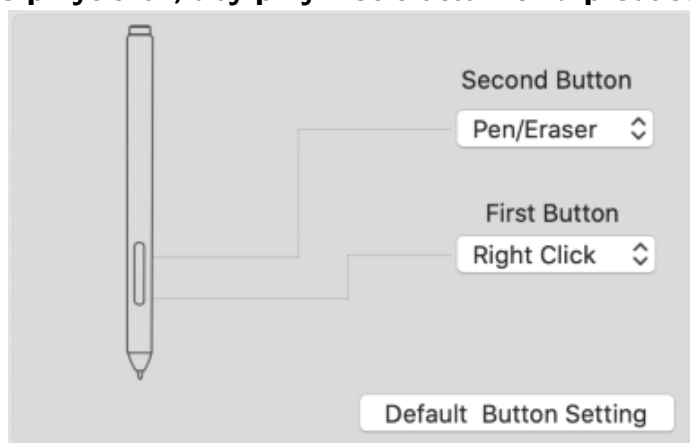 Second Button
Pen/Eraser
First Button
Right Click
Default Button Setting